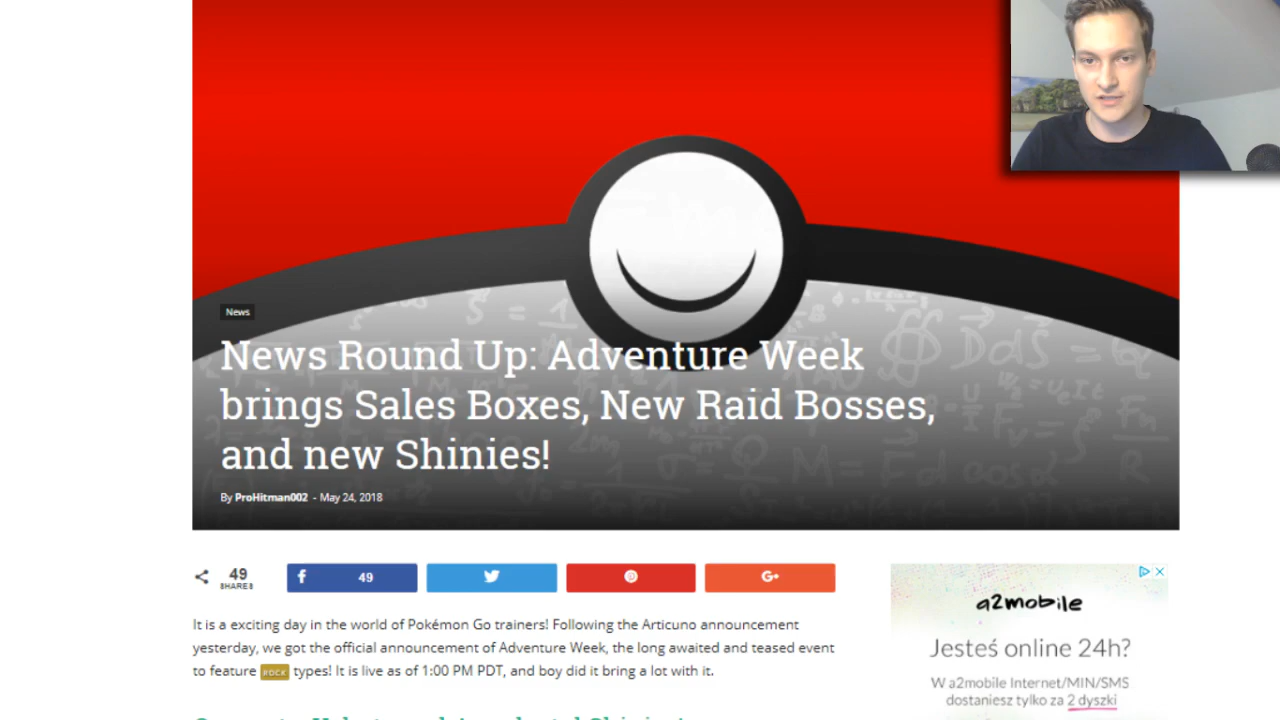 News
News Round Up: Adventure Week
brings Sales Boxes, New Raid Bosses,
and new Shinies!
By ProHitman002 - May 24, 2018
49
SHARES
49
G+
It is a exciting day in the world of Pokémon Go trainers! Following the Articuno announcement
yesterday, we got the official announcement of Adventure Week, the long awaited and teased event
to feature ROCK types! It is live as of 1:00 PM PDT, and boy did it bring a lot with it.
a2mobile
Jesteś online 24h?
W a2mobile Internet/MIN/SMS
dostaniesz tylko za 2 dyszki